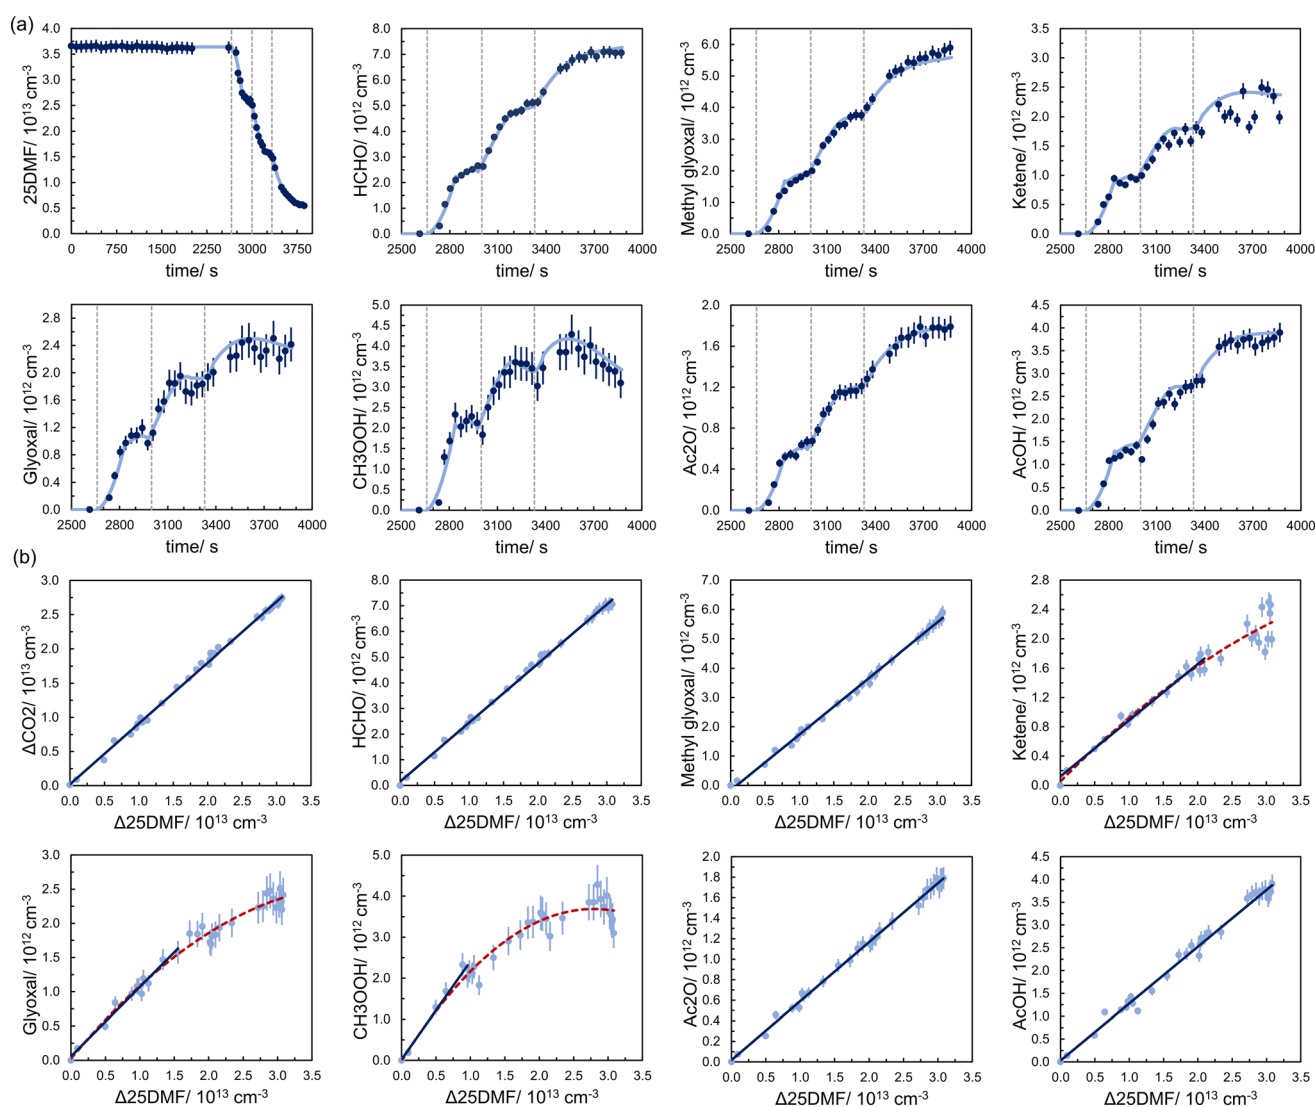 (a)
4.0
3.5
3.0
2.5
2.0
1.5
1.0
0.5
0.0
25DMF/ 10¹³ cm⁻³
0 750 1500 2250 3000 3750
time/ s
8.0
7.0
6.0
5.0
4.0
3.0
2.0
1.0
0.0
HCHO/ 10¹² cm⁻³
2500 2800 3100 3400 3700 4000
time/ s
6.0
5.0
4.0
3.0
2.0
1.0
0.0
Methyl glyoxal/ 10¹² cm⁻³
2500 2800 3100 3400 3700 4000
time/ s
3.5
3.0
2.5
2.0
1.5
1.0
0.5
0.0
Ketene/ 10¹² cm⁻³
2500 2800 3100 3400 3700 4000
time/ s
2.8
2.4
2.0
1.6
1.2
0.8
0.4
0.0
Glyoxal/ 10¹² cm⁻³
2500 2800 3100 3400 3700 4000
time/ s
5.0
4.5
4.0
3.5
3.0
2.5
2.0
1.5
1.0
0.5
0.0
CH3OOH/ 10¹² cm⁻³
2500 2800 3100 3400 3700 4000
time/ s
2.0
1.6
1.2
0.8
0.4
0.0
Ac2O/ 10¹² cm⁻³
2500 2800 3100 3400 3700 4000
time/ s
4.5
4.0
3.5
3.0
2.5
2.0
1.5
1.0
0.5
0.0
AcOH/ 10¹² cm⁻³
2500 2800 3100 3400 3700 4000
time/ s
(b)
3.0
2.5
2.0
1.5
1.0
0.5
0.0
ΔCO2/ 10¹³ cm⁻³
0.0 0.5 1.0 1.5 2.0 2.5 3.0 3.5
Δ25DMF/ 10¹³ cm⁻³
8.0
7.0
6.0
5.0
4.0
3.0
2.0
1.0
0.0
HCHO/ 10¹² cm⁻³
0.0 0.5 1.0 1.5 2.0 2.5 3.0 3.5
Δ25DMF/ 10¹³ cm⁻³
7.0
6.0
5.0
4.0
3.0
2.0
1.0
0.0
Methyl glyoxal/ 10¹² cm⁻³
0.0 0.5 1.0 1.5 2.0 2.5 3.0 3.5
Δ25DMF/ 10¹³ cm⁻³
2.8
2.4
2.0
1.6
1.2
0.8
0.4
0.0
Ketene/ 10¹² cm⁻³
0.0 0.5 1.0 1.5 2.0 2.5 3.0 3.5
Δ25DMF/ 10¹³ cm⁻³
3.0
2.5
2.0
1.5
1.0
0.5
0.0
Glyoxal/ 10¹² cm⁻³
0.0 0.5 1.0 1.5 2.0 2.5 3.0 3.5
Δ25DMF/ 10¹³ cm⁻³
5.0
4.0
3.0
2.0
1.0
0.0
CH3OOH/ 10¹² cm⁻³
0.0 0.5 1.0 1.5 2.0 2.5 3.0 3.5
Δ25DMF/ 10¹³ cm⁻³
2.0
1.8
1.6
1.4
1.2
1.0
0.8
0.6
0.4
0.2
0.0
Ac2O/ 10¹² cm⁻³
0.0 0.5 1.0 1.5 2.0 2.5 3.0 3.5
Δ25DMF/ 10¹³ cm⁻³
4.5
4.0
3.5
3.0
2.5
2.0
1.5
1.0
0.5
0.0
AcOH/ 10¹² cm⁻³
0.0 0.5 1.0 1.5 2.0 2.5 3.0 3.5
Δ25DMF/ 10¹³ cm⁻³